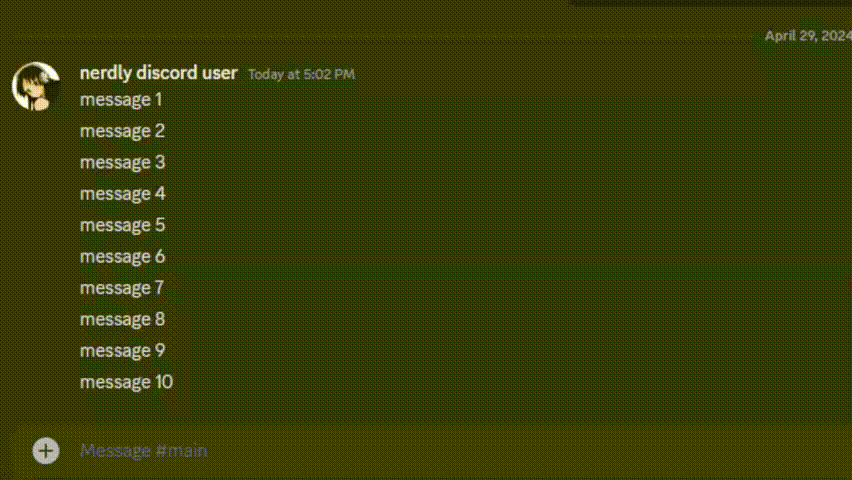 April 29, 2024
nerdly discord user Today at 5:02 PM
message 1
message 2
message 3
message 4
message 5
message 6
message 7
message 8
message 9
message 10
Message #main